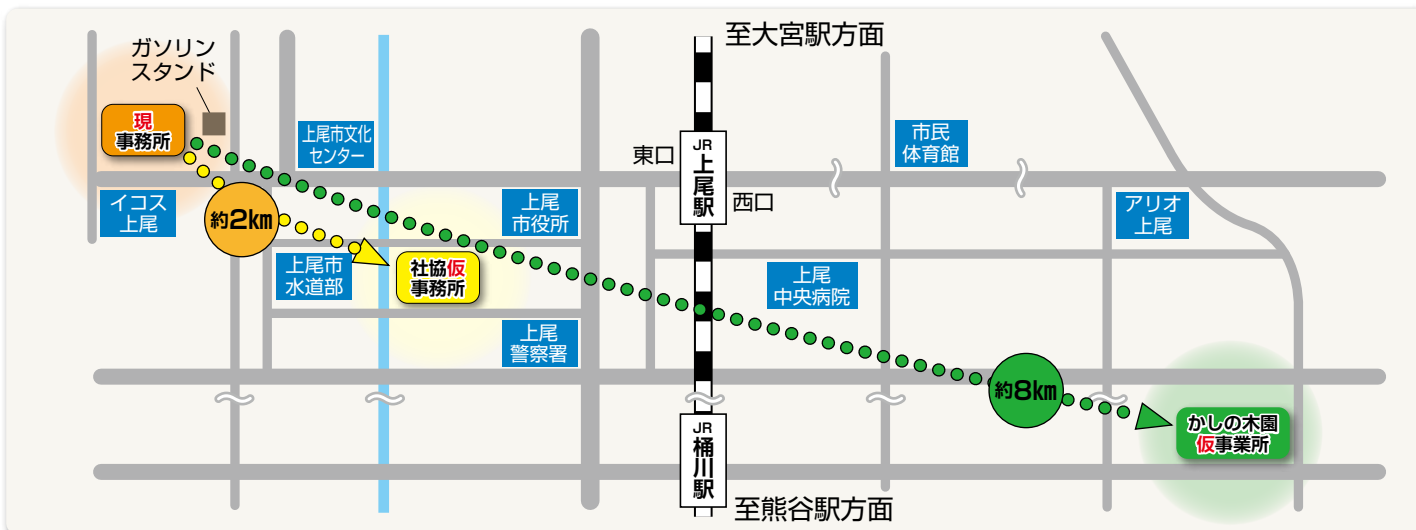 至大宮駅方面
ガソリン
スタンド
現
事務所
上尾市文化
センター
東口
JR
上尾駅
西口
市民
体育館
イコス
上尾
約2km
上尾
市役所
アリオ
上尾
上尾市
水道部
社協仮
事務所
上尾
中央病院
上尾
警察署
約8km
かしの木園
仮事業所
JR
桶川駅
至熊谷駅方面